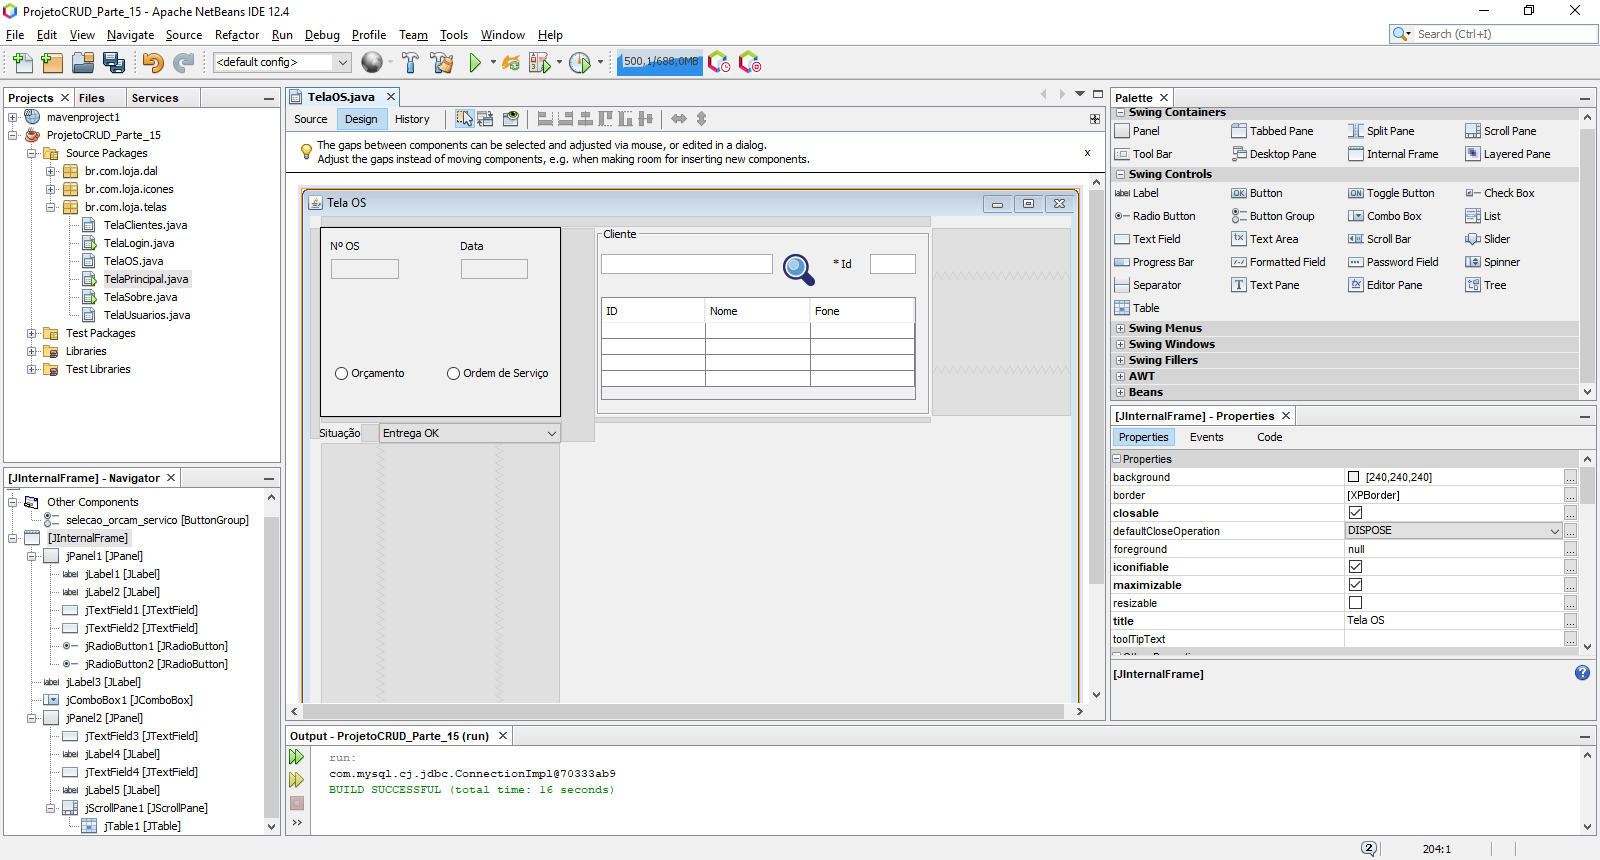 ProjetoCRUD_Parte_15 - Apache NetBeans IDE 12.4
File Edit View Navigate Source Refactor Run Debug Profile Team Tools Window Help
Search (Ctrl+I)
<default config>
500,1/688,0MB
Projects
Files
Services
mavenproject1
ProjetoCRUD_Parte_15
Source Packages
br.com.loja.dal
br.com.loja.icones
br.com.loja.telas
TelaClientes.java
TelaLogin.java
TelaOS.java
TelaPrincipal.java
TelaSobre.java
TelaUsuarios.java
Test Packages
Libraries
Test Libraries
[JInternalFrame] - Navigator
Other Components
selecao_orcam_servico [ButtonGroup]
[JInternalFrame]
jPanel1 [JPanel]
jLabel1 [JLabel]
jLabel2 [JLabel]
jTextField1 [JTextField]
jTextField2 [JTextField]
jRadioButton1 [JRadioButton]
jRadioButton2 [JRadioButton]
jLabel3 [JLabel]
jComboBox1 [JComboBox]
jPanel2 [JPanel]
jTextField3 [JTextField]
jLabel4 [JLabel]
jTextField4 [JTextField]
jLabel5 [JLabel]
jScrollPane1 [JScrollPane]
jTable1 [JTable]
TelaOS.java
Source Design History
The gaps between components can be selected and adjusted via mouse, or edited in a dialog.
Adjust the gaps instead of moving components, e.g. when making room for inserting new components.
x
Tela OS
Nº OS Data
Orçamento Ordem de Serviço
Situação Entrega OK
Cliente
* Id
ID Nome Fone
Output - ProjetoCRUD_Parte_15 (run)
run:
com.mysql.cj.jdbc.ConnectionImpl@70333ab9
BUILD SUCCESSFUL (total time: 16 seconds)
Palette
Swing Containers
Panel Tabbed Pane Split Pane Scroll Pane
Tool Bar Desktop Pane Internal Frame Layered Pane
Swing Controls
label Label OK Button ON Toggle Button Check Box
Radio Button Button Group Combo Box List
Text Field Text Area Scroll Bar Slider
Progress Bar Formatted Field Password Field Spinner
Separator Text Pane Editor Pane Tree
Table
Swing Menus
Swing Windows
Swing Fillers
AWT
Beans
[JInternalFrame] - Properties
Properties Events Code
Properties
background [240,240,240]
border [XPBorder]
closable
defaultCloseOperation DISPOSE
foreground null
iconifiable
maximizable
resizable
title Tela OS
toolTipText
[JInternalFrame]
2
204:1